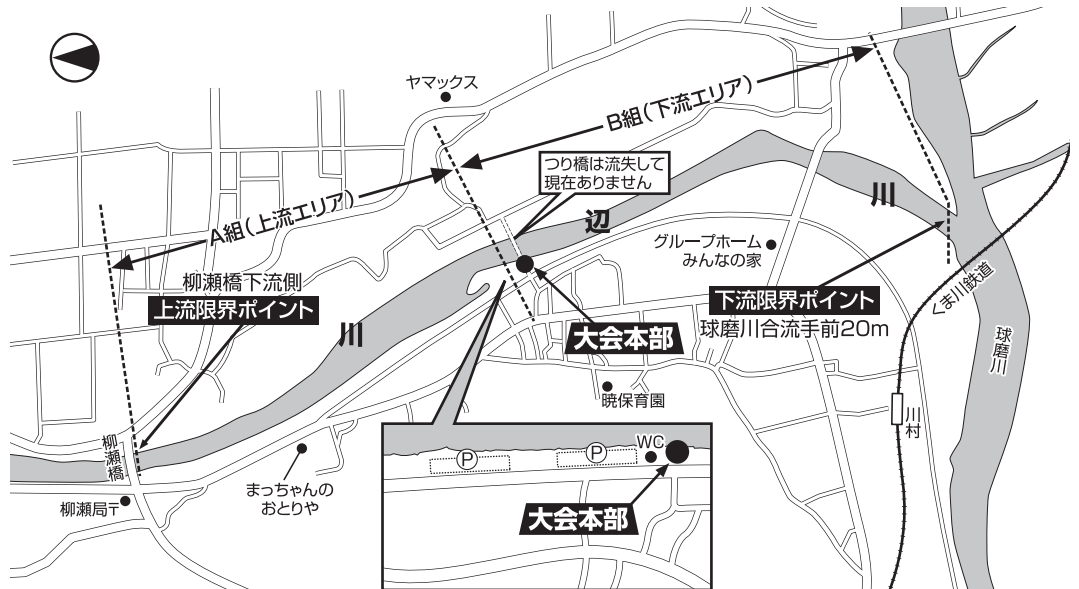 ヤマックス
B組(下流エリア)
つり橋は流失して
現在ありません
A組(上流エリア)
川
辺
川
グループホーム
みんなの家
柳瀬橋下流側
上流限界ポイント
下流限界ポイント
球磨川合流手前20m
くま川鉄道
球磨川
大会本部
暁保育園
川村
柳瀬橋
柳瀬局〒
まっちゃんの
おとりや
P
P
WC
大会本部